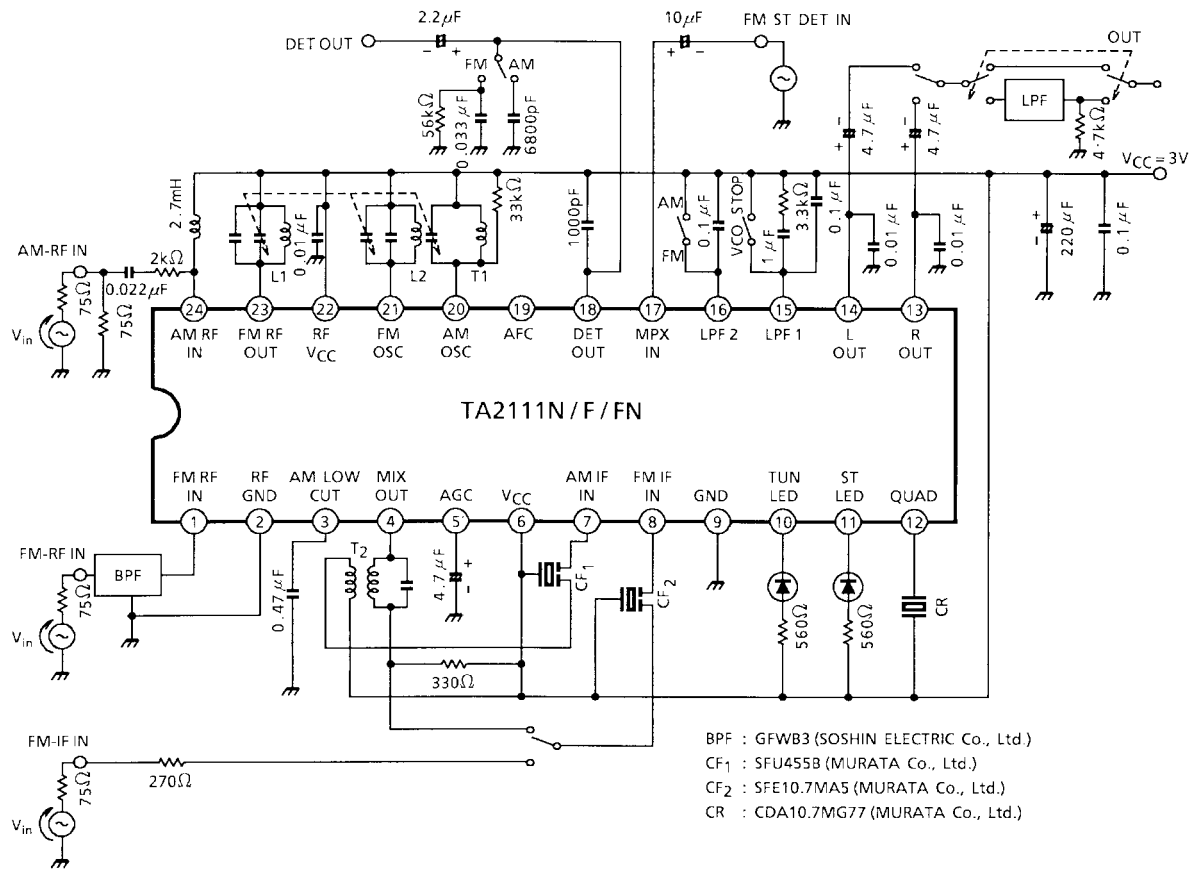 2.2µF
10µF
FM ST DET IN
DET OUT
− +
+ −
OUT
FM
AM
LPF
56kΩ
0.033µF
6800pF
− + 4.7µF
− + 4.7µF
4.7kΩ
VCC=3V
2.7mH
33kΩ
1000pF
AM
FM
0.1µF
VCO STOP
1µF
3.3kΩ
0.1µF
0.01µF
0.01µF
+ − 220µF
0.1µF
AM-RF IN
2kΩ
0.022µF
75Ω
75Ω
Vin
L1
0.01µF
L2
T1
24 23 22 21 20 19 18 17 16 15 14 13
AM RF IN
FM RF OUT
RF VCC
FM OSC
AM OSC
AFC
DET OUT
MPX IN
LPF 2
LPF 1
L OUT
R OUT
TA2111N / F / FN
FM RF IN
RF GND
AM LOW CUT
MIX OUT
AGC
VCC
AM IF IN
FM IF IN
GND
TUN LED
ST LED
QUAD
1 2 3 4 5 6 7 8 9 10 11 12
FM-RF IN
BPF
75Ω
Vin
0.47µF
T2
4.7µF + −
CF1
CF2
560Ω
560Ω
CR
330Ω
FM-IF IN
75Ω
270Ω
Vin
BPF : GFWB3 (SOSHIN ELECTRIC Co., Ltd.)
CF1 : SFU455B (MURATA Co., Ltd.)
CF2 : SFE10.7MA5 (MURATA Co., Ltd.)
CR : CDA10.7MG77 (MURATA Co., Ltd.)